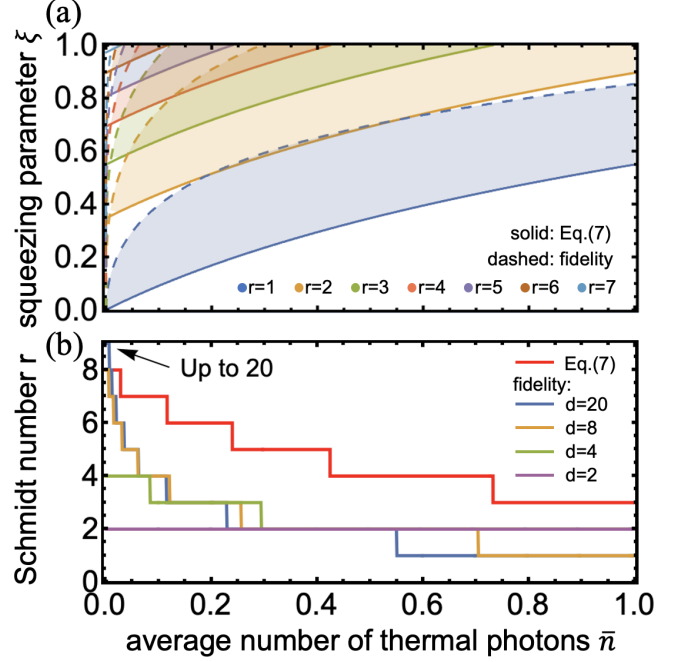 (a)
squeezing parameter ξ
1.0
0.8
0.6
0.4
0.2
0.0
solid: Eq.(7)
dashed: fidelity
r=1 r=2 r=3 r=4 r=5 r=6 r=7
(b)
Schmidt number r
8
6
4
2
0
Up to 20
Eq.(7)
fidelity:
d=20
d=8
d=4
d=2
0.0 0.2 0.4 0.6 0.8 1.0
average number of thermal photons n̄